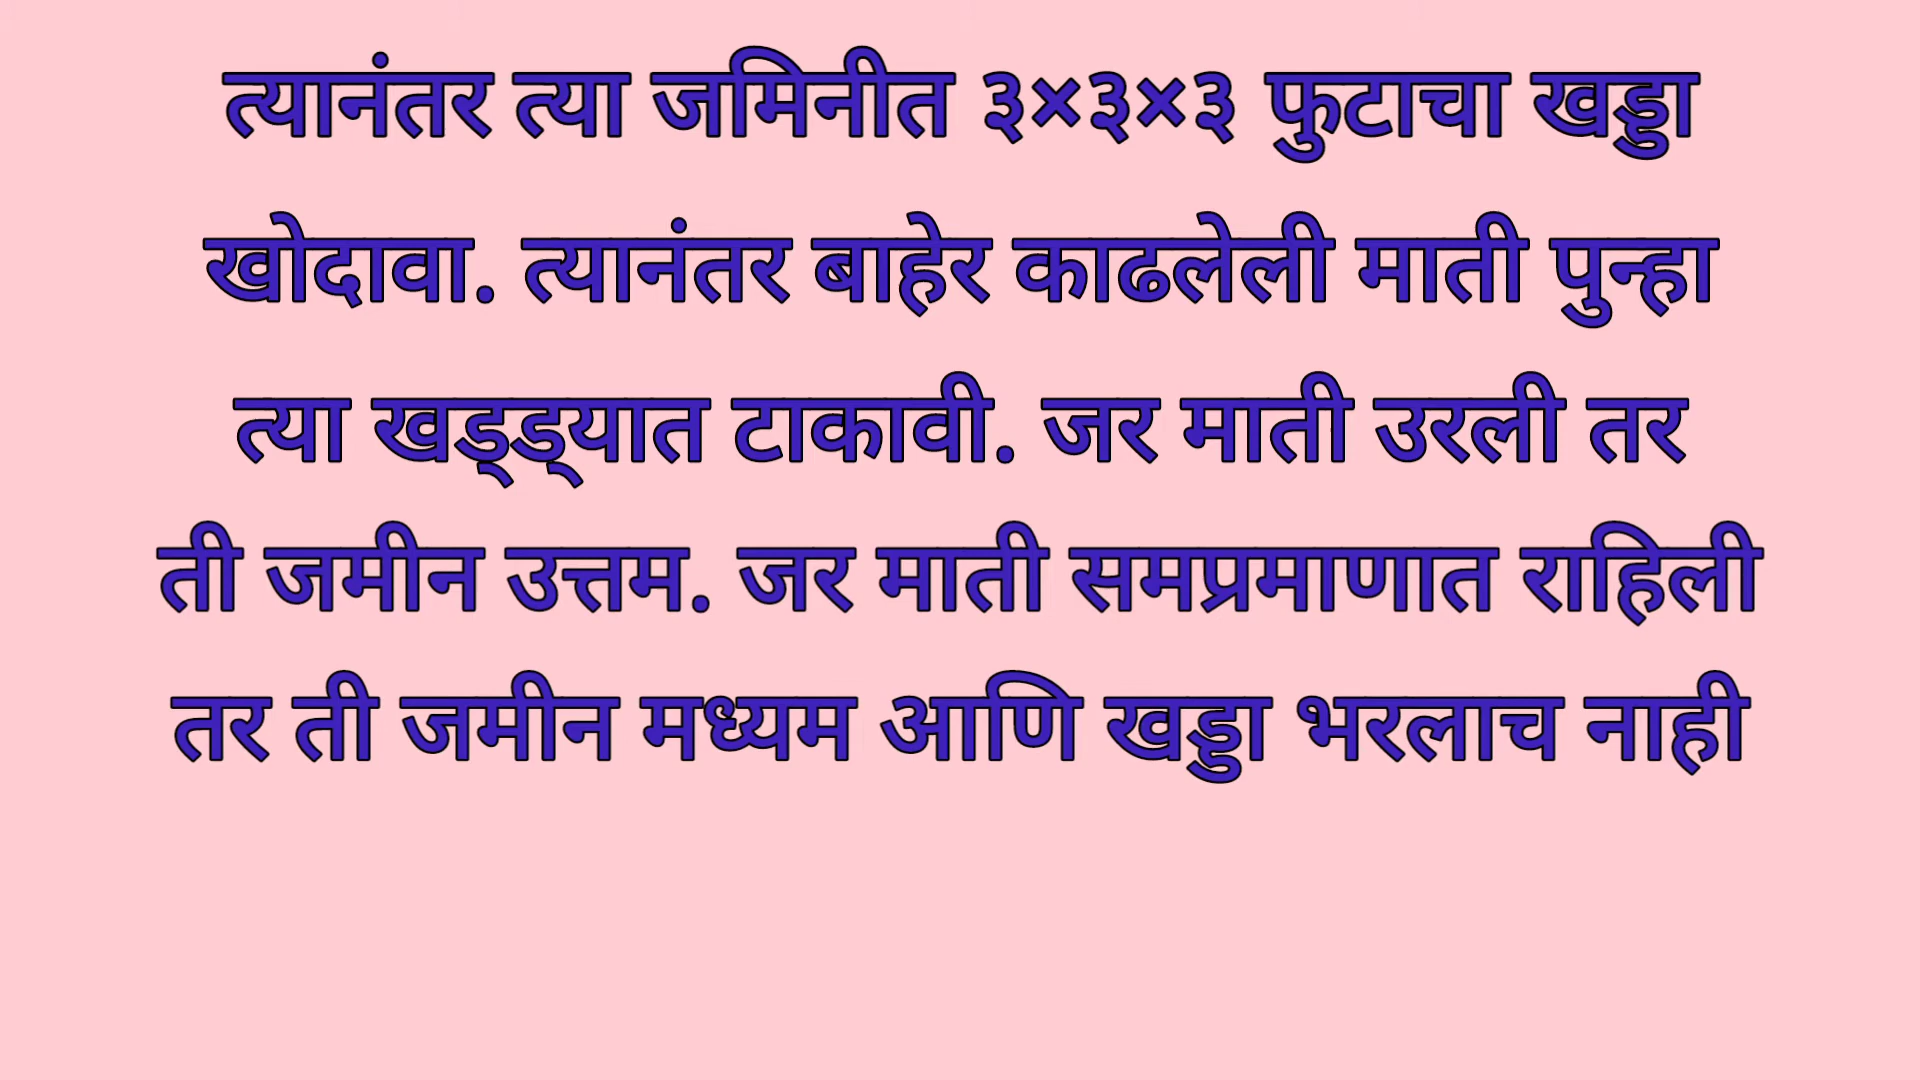 त्यानंतर त्या जमिनीत ३×३×३ फुटाचा खड्डा
खोदावा. त्यानंतर बाहेर काढलेली माती पुन्हा
त्या खड्ड्यात टाकावी. जर माती उरली तर
ती जमीन उत्तम. जर माती समप्रमाणात राहिली
तर ती जमीन मध्यम आणि खड्डा भरलाच नाही